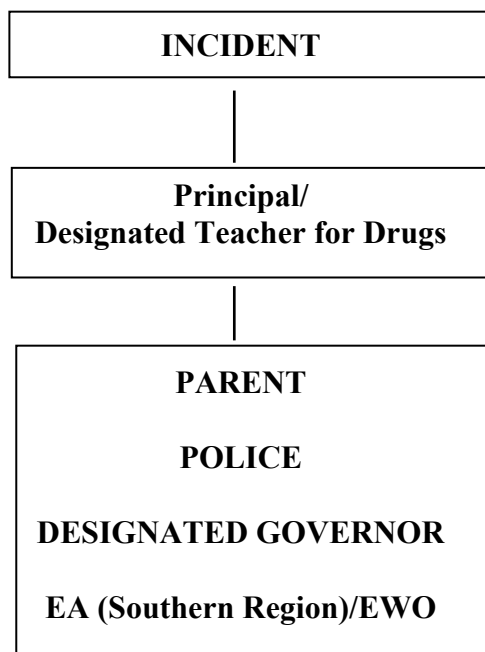 INCIDENT
Principal/
Designated Teacher for Drugs
PARENT
POLICE
DESIGNATED GOVERNOR
EA (Southern Region)/EWO